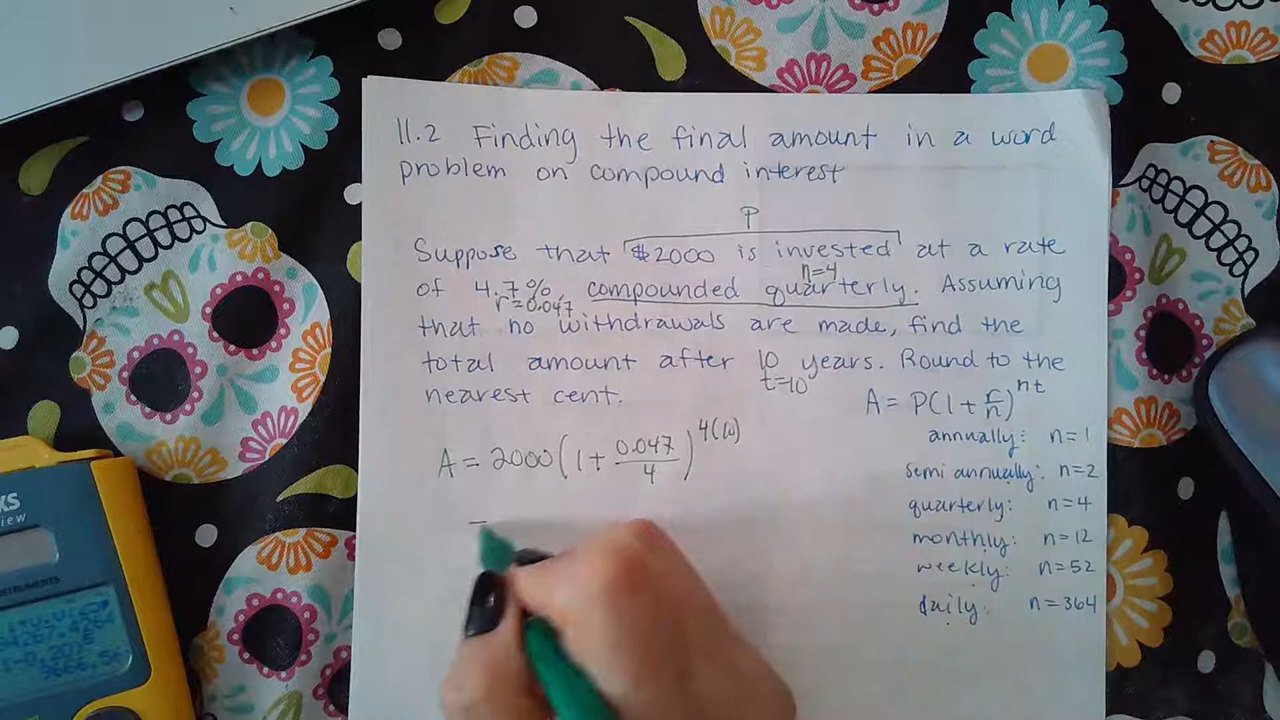 11.2 Finding the final amount in a word
problem on compound interest
P
Suppose that $2000 is invested at a rate
n=4
of 4.7% compounded quarterly. Assuming
r=0.047
that no withdrawals are made, find the
total amount after 10 years. Round to the
t=10
nearest cent.
A = P(1 + r/n)^nt
annually: n=1
A = 2000(1 + 0.047/4)^4(10)
semi annually: n=2
quarterly: n=4
monthly: n=12
weekly: n=52
daily: n=364